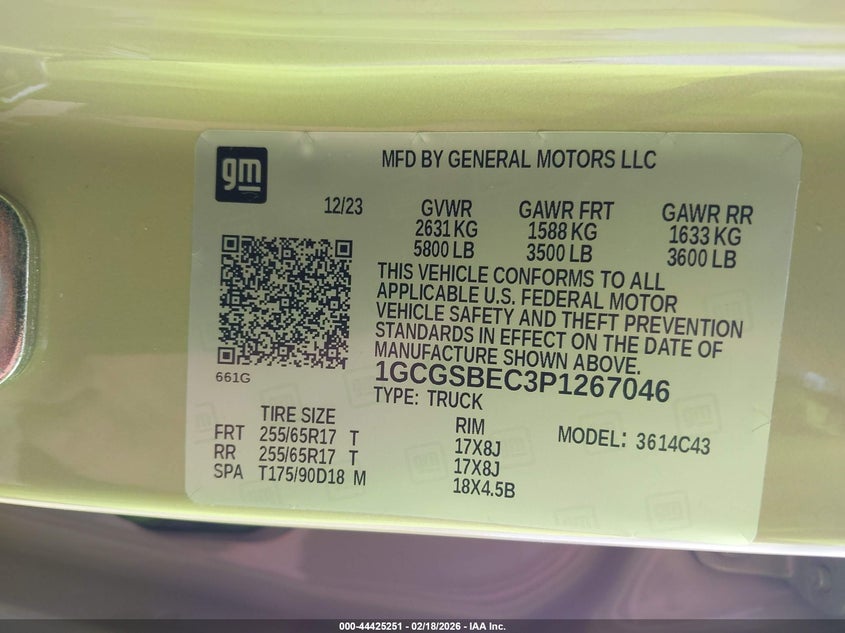 gm
MFD BY GENERAL MOTORS LLC
12/23
GVWR GAWR FRT GAWR RR
2631 KG 1588 KG 1633 KG
5800 LB 3500 LB 3600 LB
THIS VEHICLE CONFORMS TO ALL
APPLICABLE U.S. FEDERAL MOTOR
VEHICLE SAFETY AND THEFT PREVENTION
STANDARDS IN EFFECT ON THE DATE OF
MANUFACTURE SHOWN ABOVE.
661G
1GCGSBEC3P1267046
TYPE: TRUCK
TIRE SIZE RIM MODEL: 3614C43
FRT 255/65R17 T 17X8J
RR 255/65R17 T 17X8J
SPA T175/90D18 M 18X4.5B
000-44425251 - 02/18/2026 - IAA Inc.